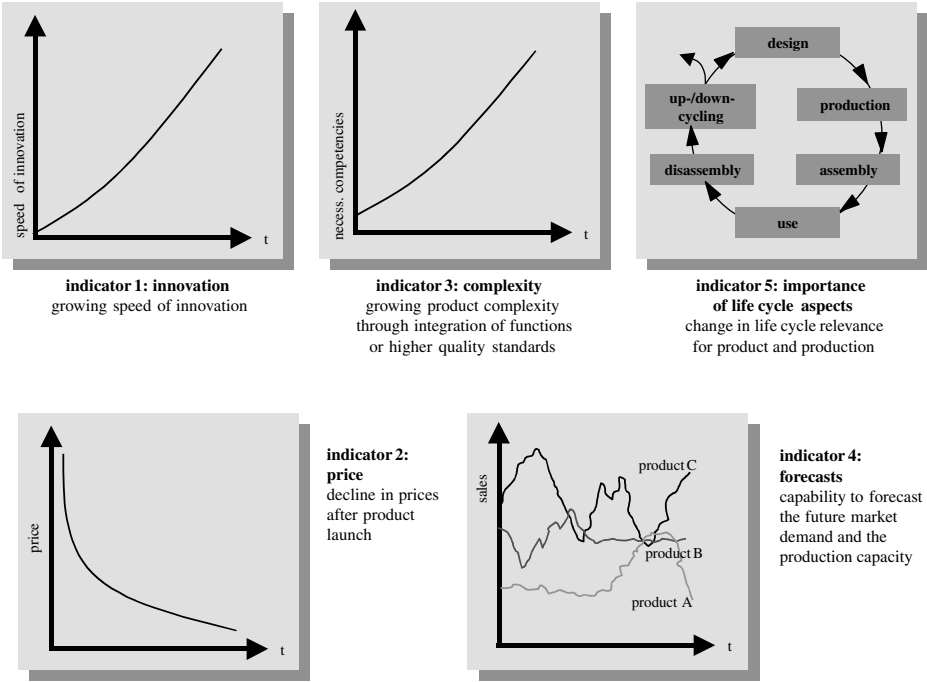 speed of innovation
t
indicator 1: innovation
growing speed of innovation
necess. competencies
t
indicator 3: complexity
growing product complexity
through integration of functions
or higher quality standards
design
production
assembly
use
disassembly
up-/down-
cycling
indicator 5: importance
of life cycle aspects
change in life cycle relevance
for product and production
price
t
indicator 2:
price
decline in prices
after product
launch
sales
product C
product B
product A
t
indicator 4:
forecasts
capability to forecast
the future market
demand and the
production capacity